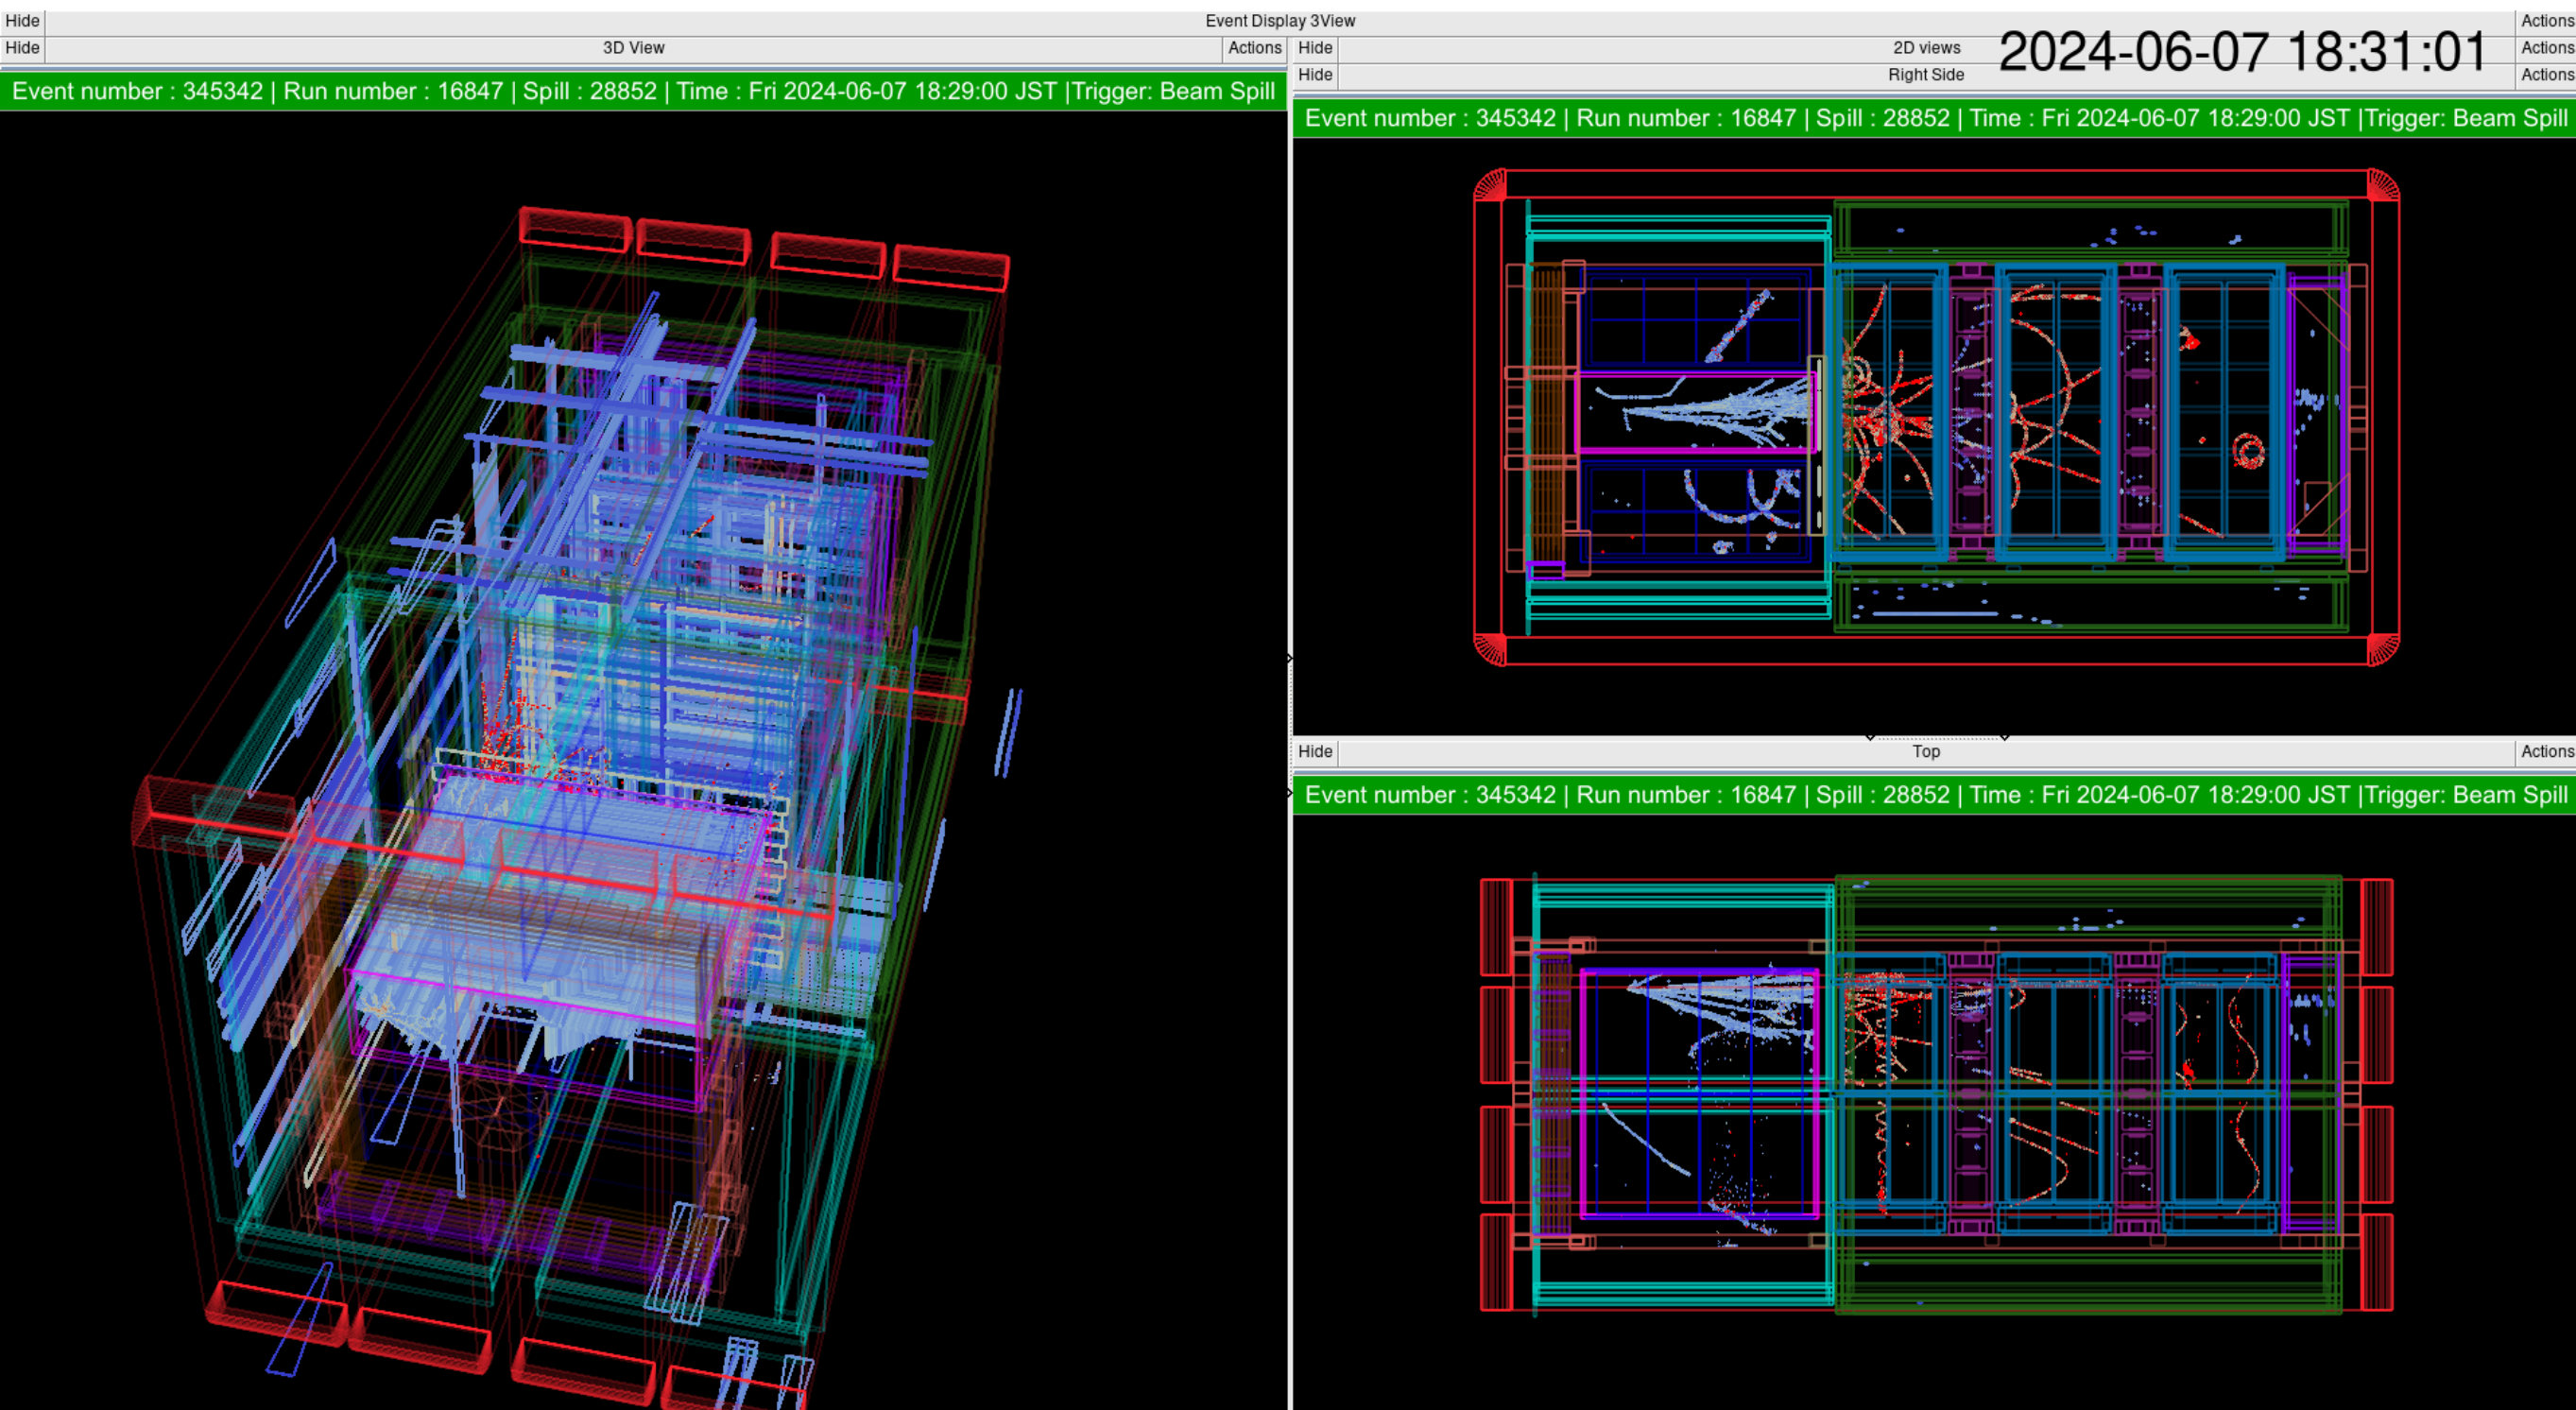 Hide Event Display 3View Actions
Hide 3D View Actions
Event number : 345342 | Run number : 16847 | Spill : 28852 | Time : Fri 2024-06-07 18:29:00 JST |Trigger: Beam Spill
Hide 2D views Actions
2024-06-07 18:31:01
Hide Right Side Actions
Event number : 345342 | Run number : 16847 | Spill : 28852 | Time : Fri 2024-06-07 18:29:00 JST |Trigger: Beam Spill
Hide Top Actions
Event number : 345342 | Run number : 16847 | Spill : 28852 | Time : Fri 2024-06-07 18:29:00 JST |Trigger: Beam Spill